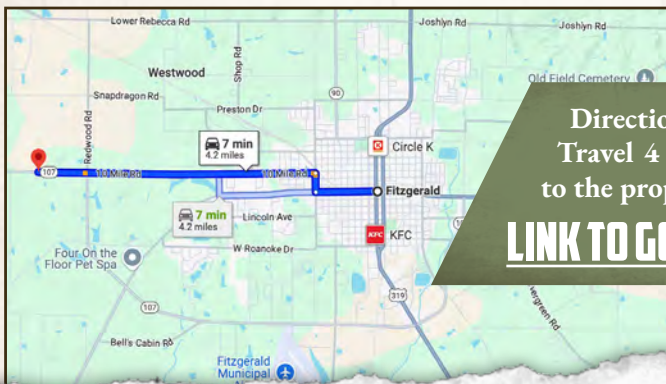 Lower Rebecca Rd
Joshlyn Rd
Joshlyn Rd
Westwood
Shop Rd
Old Field Cemetery
Snapdragon Rd
Redwood Rd
Preston Dr
90
7 min
4.2 miles
Circle K
107
Fitzgerald
7 min
4.2 miles
Lincoln Ave
KFC
KFC
W Roanoke Dr
Four On the
Floor Pet Spa
107
319
Bell's Cabin Rd
Fitzgerald
Municipal
Travel 4
to the
LINK TO